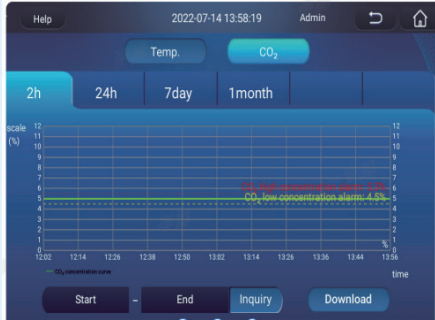 Help 2022-07-14 13:58:19 Admin
Temp. CO₂
2h 24h 7day 1month
scale
(%)
12 12
11 11
10 10
9 9
8 8
7 7
6 6
5 5
4 4
3 3
2 2
1 1
0 0
CO₂ low concentration alarm: 4.5%
%
12:02 12:14 12:26 12:38 12:50 13:02 13:14 13:26 13:36 13:44 13:56
time
CO₂ concentration curve
Start – End Inquiry Download